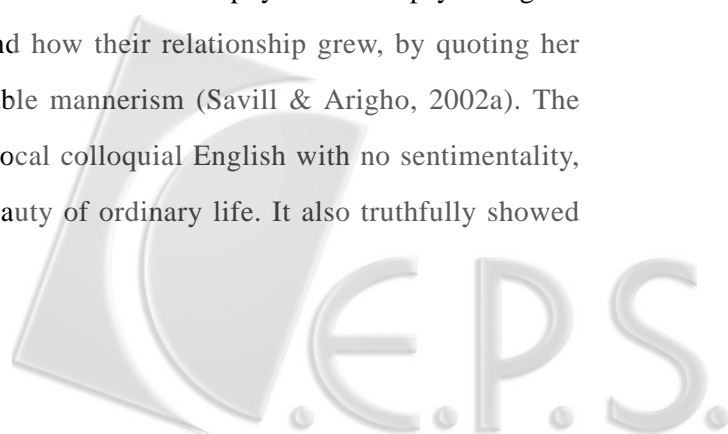 nd how their relationship grew, by quoting her
able mannerism (Savill & Arigho, 2002a). The
ocal colloquial English with no sentimentality,
auty of ordinary life. It also truthfully showed
C.E.P.S.